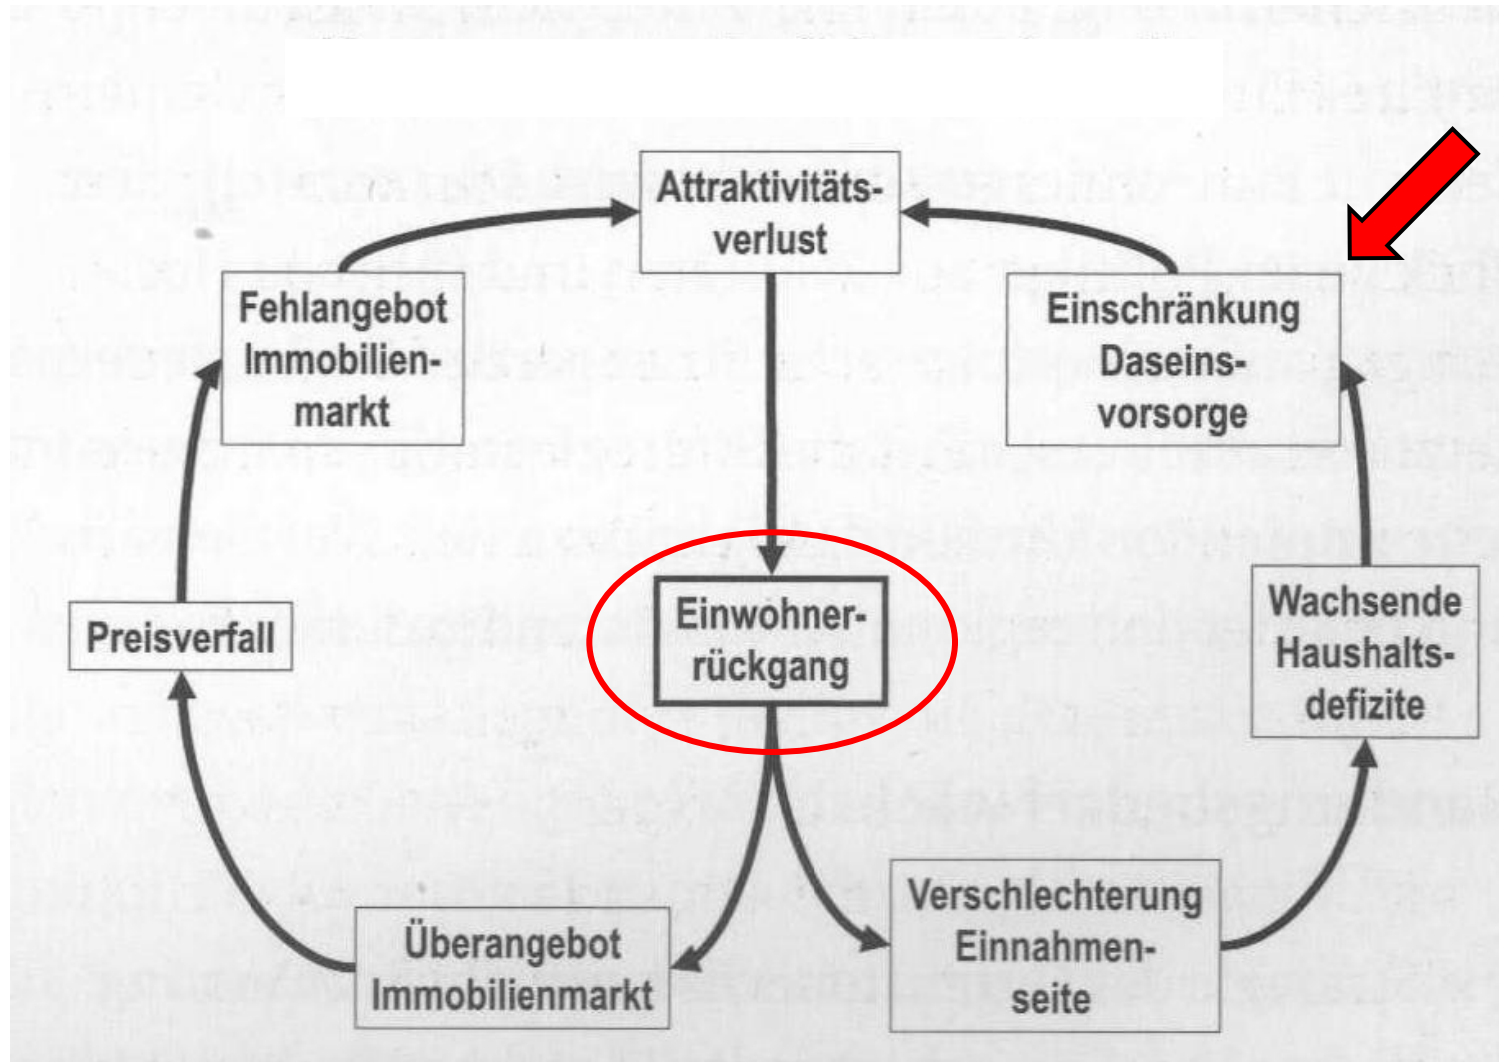 Attraktivitäts-
verlust
Fehlangebot
Immobilien-
markt
Einschränkung
Daseins-
vorsorge
Einwohner-
rückgang
Preisverfall
Wachsende
Haushalts-
defizite
Überangebot
Immobilienmarkt
Verschlechterung
Einnahmen-
seite